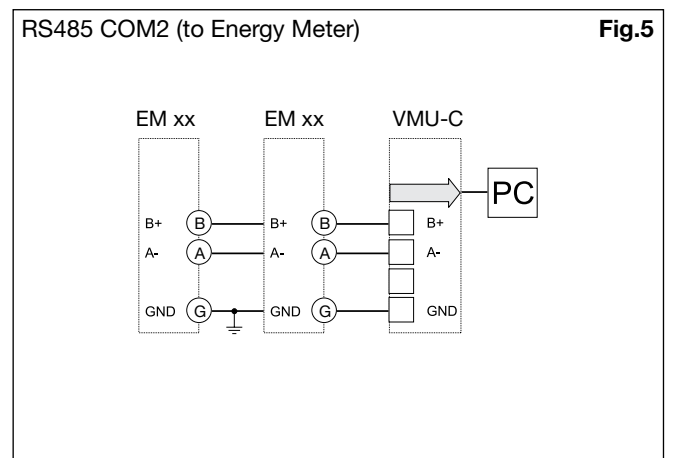 RS485 COM2 (to Energy Meter) Fig.5
EM xx EM xx VMU-C
PC
B+ B B+ B B+
A- A A- A A-
GND G GND G GND